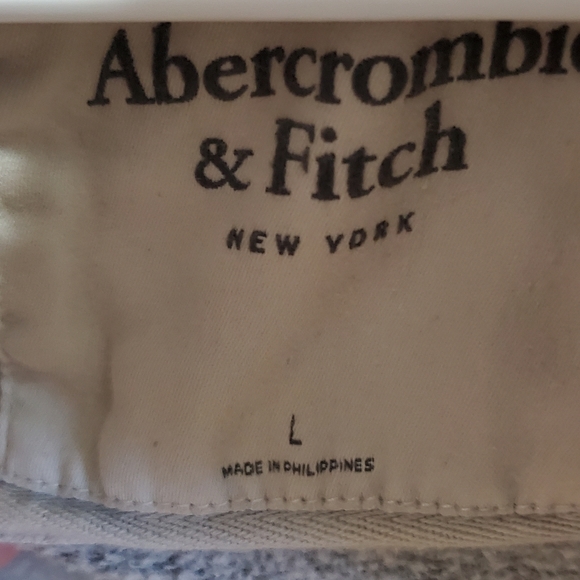 Abercrombie
& Fitch
NEW YORK
L
MADE IN PHILIPPINES